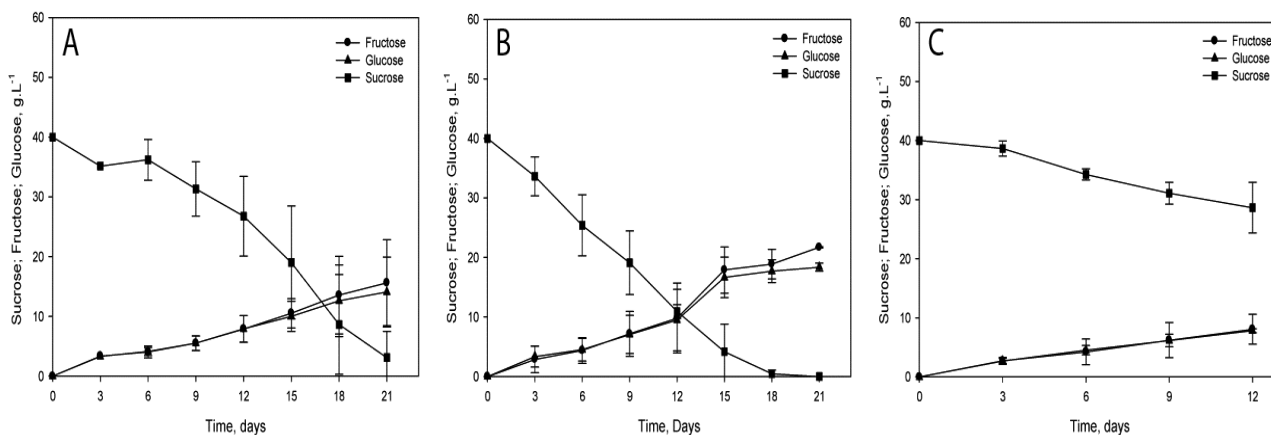 A
Fructose
Glucose
Sucrose
Sucrose; Fructose; Glucose, g.L⁻¹
60
50
40
30
20
10
0
0 3 6 9 12 15 18 21
Time, days
B
Fructose
Glucose
Sucrose
Sucrose; Fructose; Glucose, g.L⁻¹
60
50
40
30
20
10
0
0 3 6 9 12 15 18 21
Time, Days
C
Fructose
Glucose
Sucrose
Sucrose; Fructose; Glucose, g.L⁻¹
60
50
40
30
20
10
0
0 3 6 9 12
Time, days